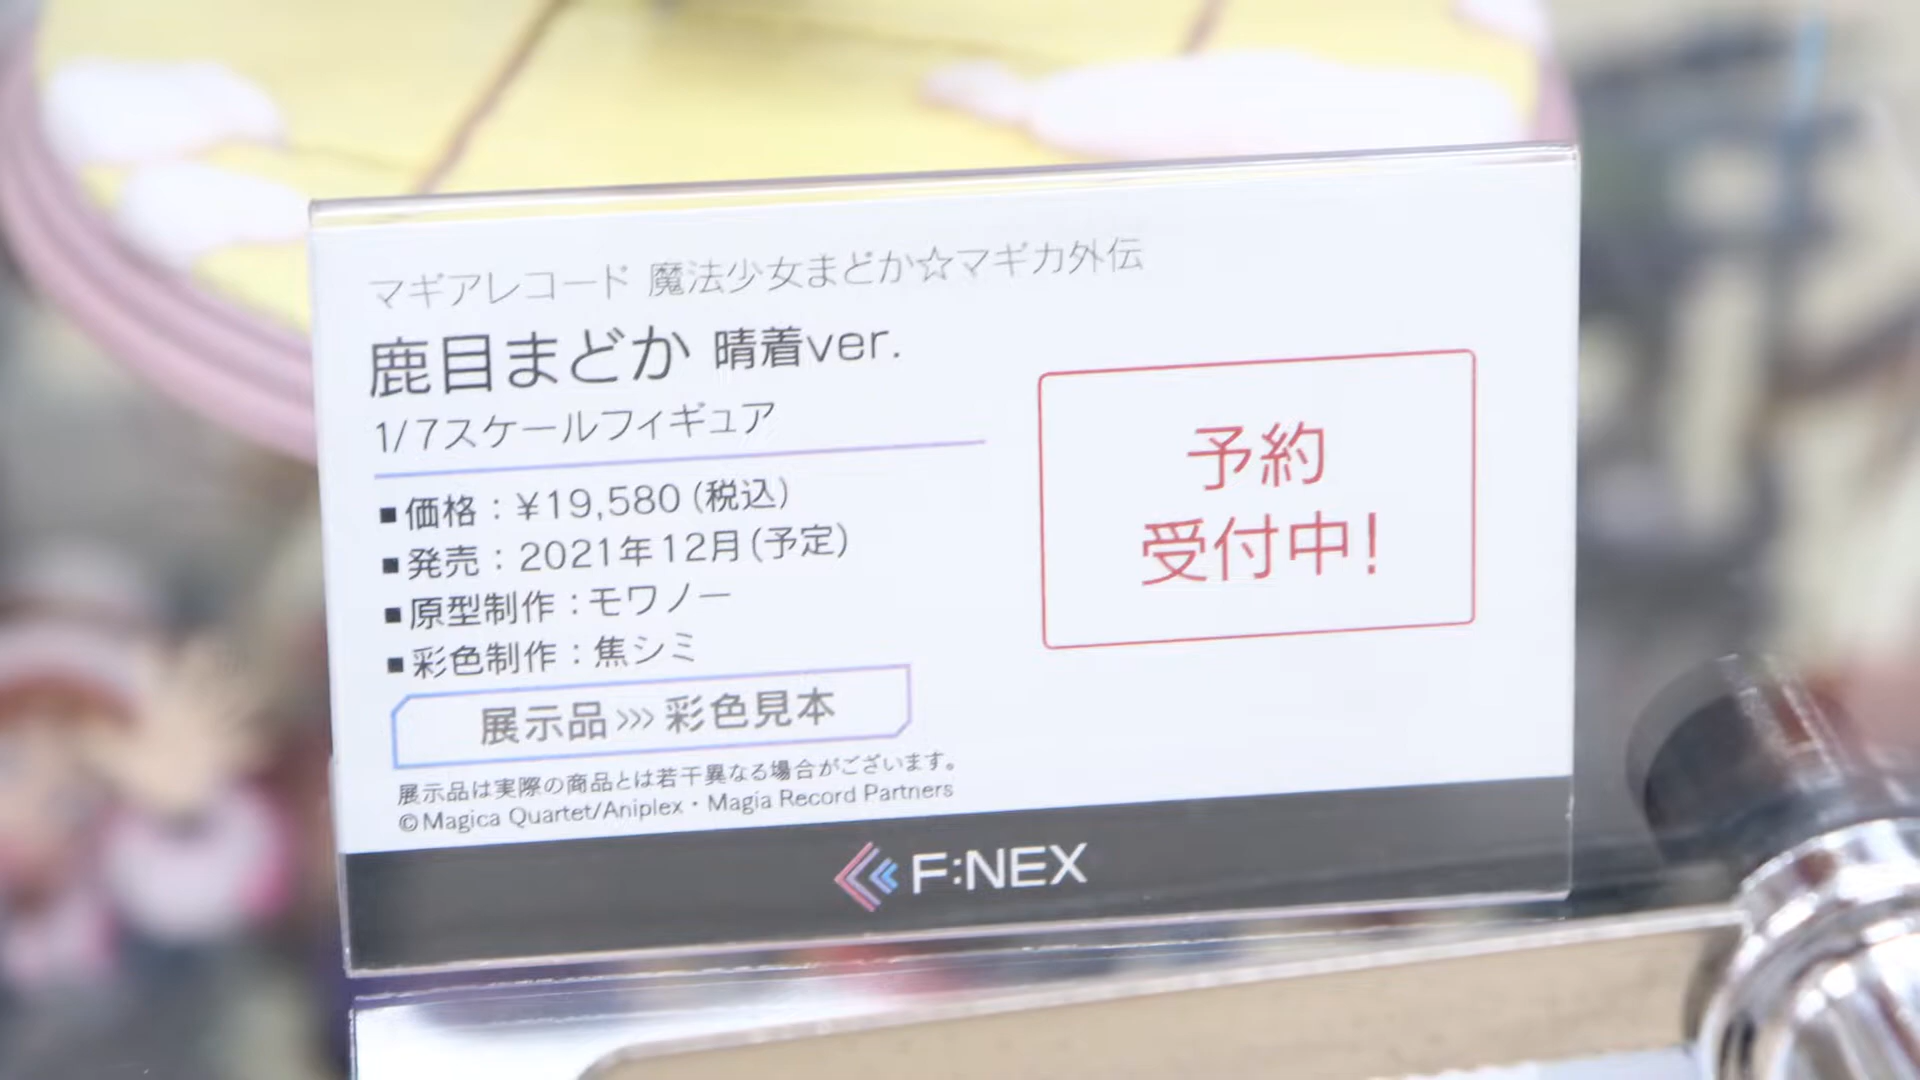 マギアレコード 魔法少女まどか☆マギカ外伝
鹿目まどか 晴着ver.
1/7スケールフィギュア
■価格：¥19,580(税込)
■発売：2021年12月(予定)
■原型制作：モワノー
■彩色制作：焦シミ
展示品>>>彩色見本
展示品は実際の商品とは若干異なる場合がございます。
©Magica Quartet/Aniplex・Magia Record Partners
予約
受付中!
F:NEX